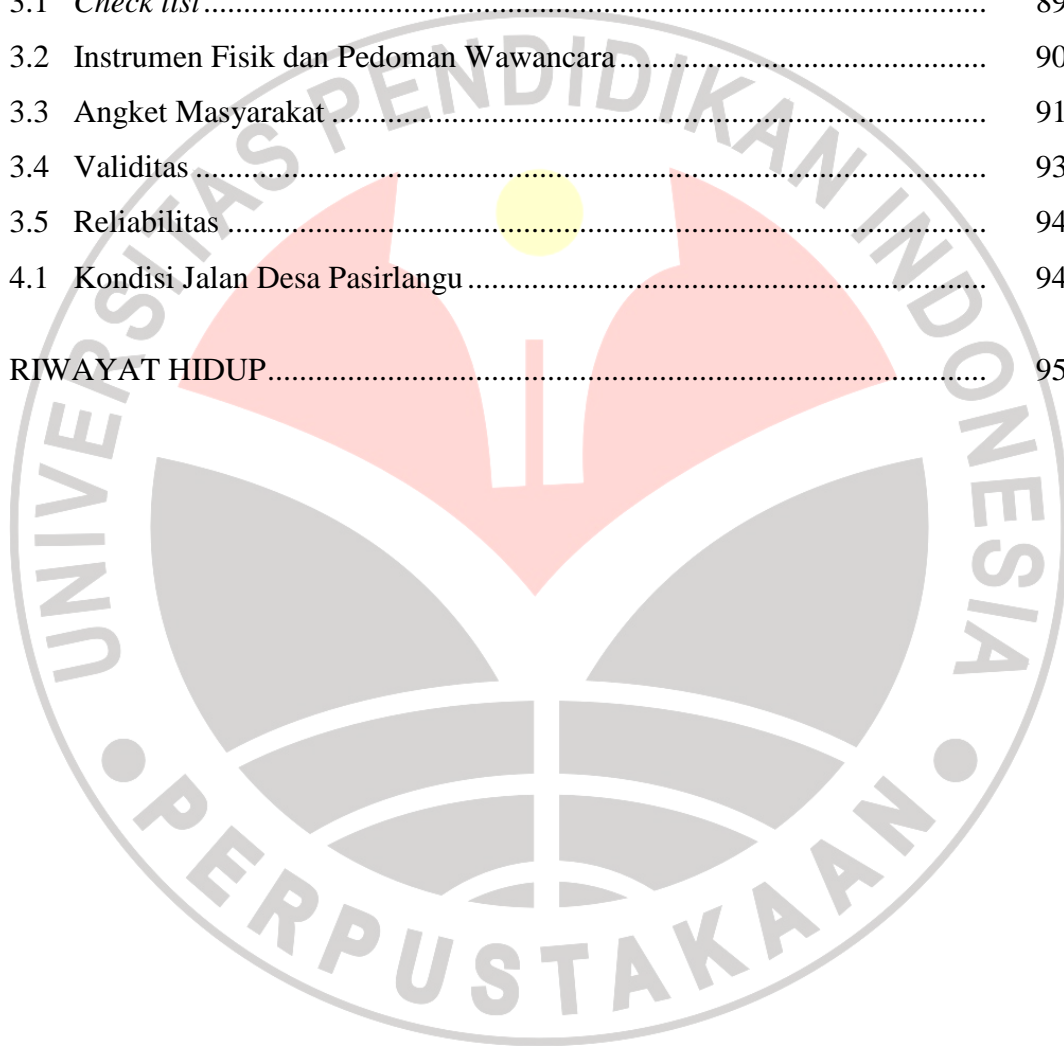 3.1 Check list ........ 89
3.2 Instrumen Fisik dan Pedoman Wawancara ........ 90
3.3 Angket Masyarakat ........ 91
3.4 Validitas ........ 93
3.5 Reliabilitas ........ 94
4.1 Kondisi Jalan Desa Pasirlangu ........ 94
RIWAYAT HIDUP ........ 95
UNIVERSITAS PENDIDIKAN INDONESIA
PERPUSTAKAAN